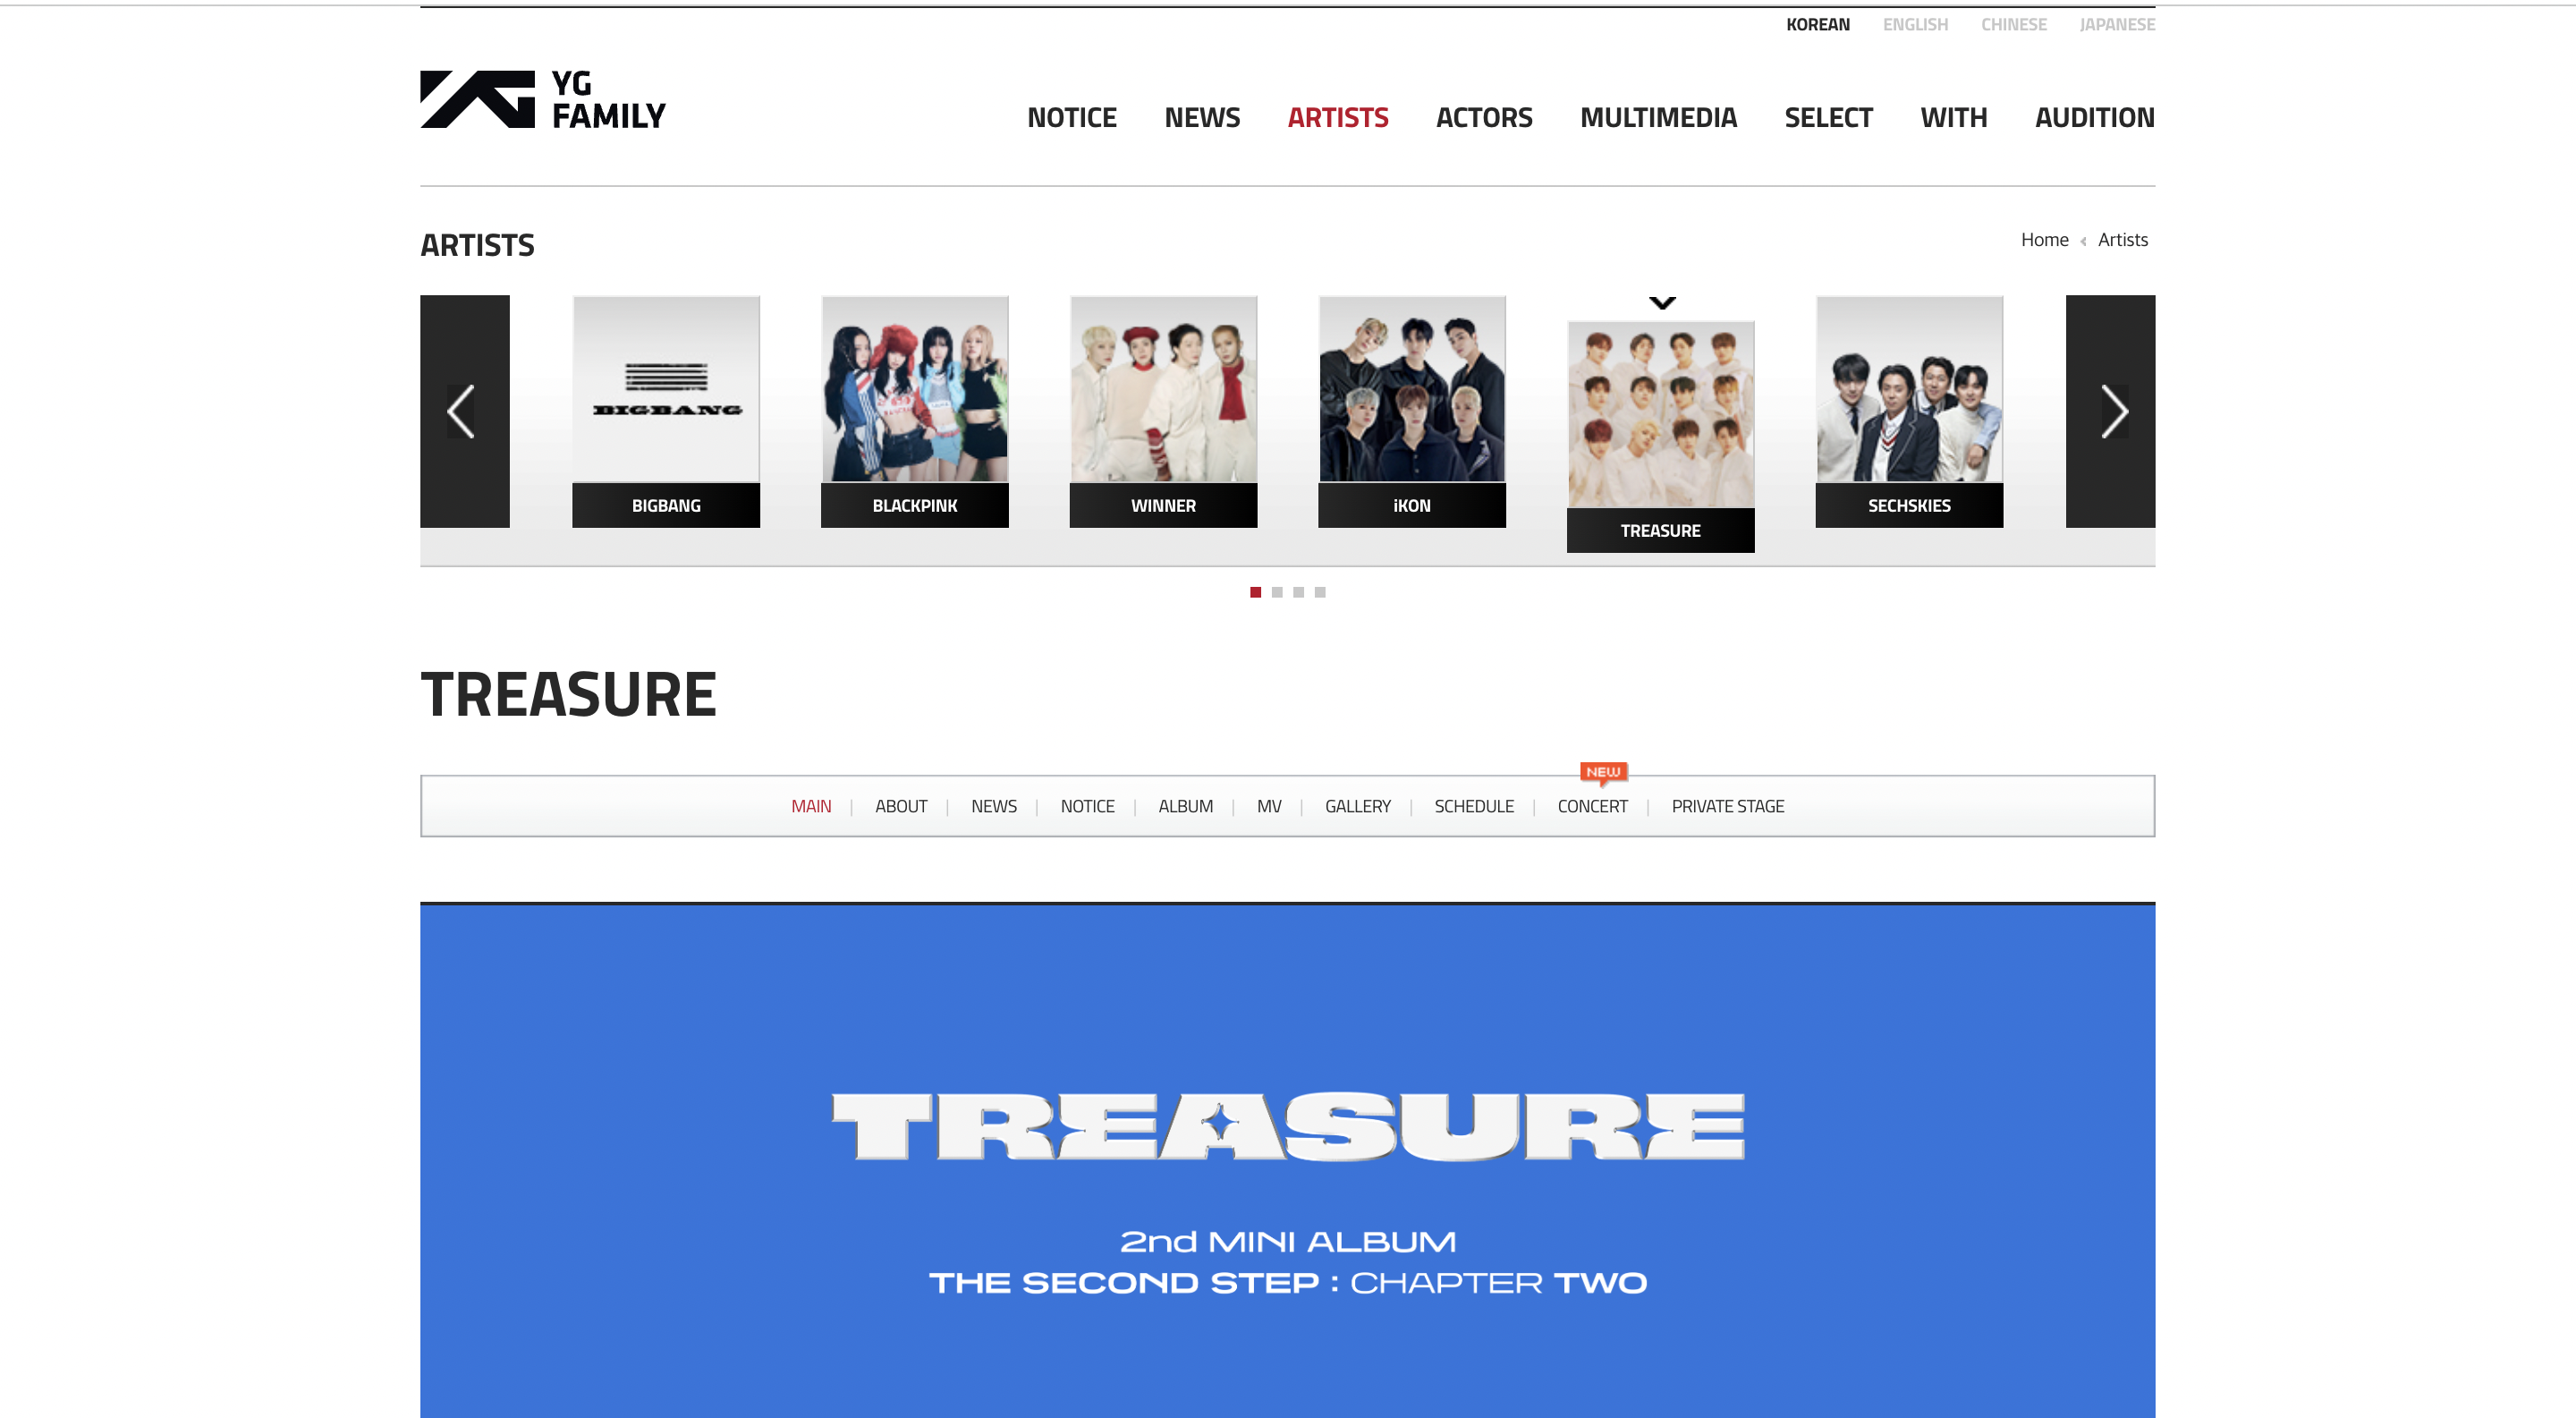 KOREAN ENGLISH CHINESE JAPANESE
YG
FAMILY
NOTICE NEWS ARTISTS ACTORS MULTIMEDIA SELECT WITH AUDITION
ARTISTS
Home Artists
BIGBANG
BIGBANG BLACKPINK WINNER iKON TREASURE SECHSKIES
TREASURE
NEW
MAIN | ABOUT | NEWS | NOTICE | ALBUM | MV | GALLERY | SCHEDULE | CONCERT | PRIVATE STAGE
TREASURE
2nd MINI ALBUM
THE SECOND STEP : CHAPTER TWO